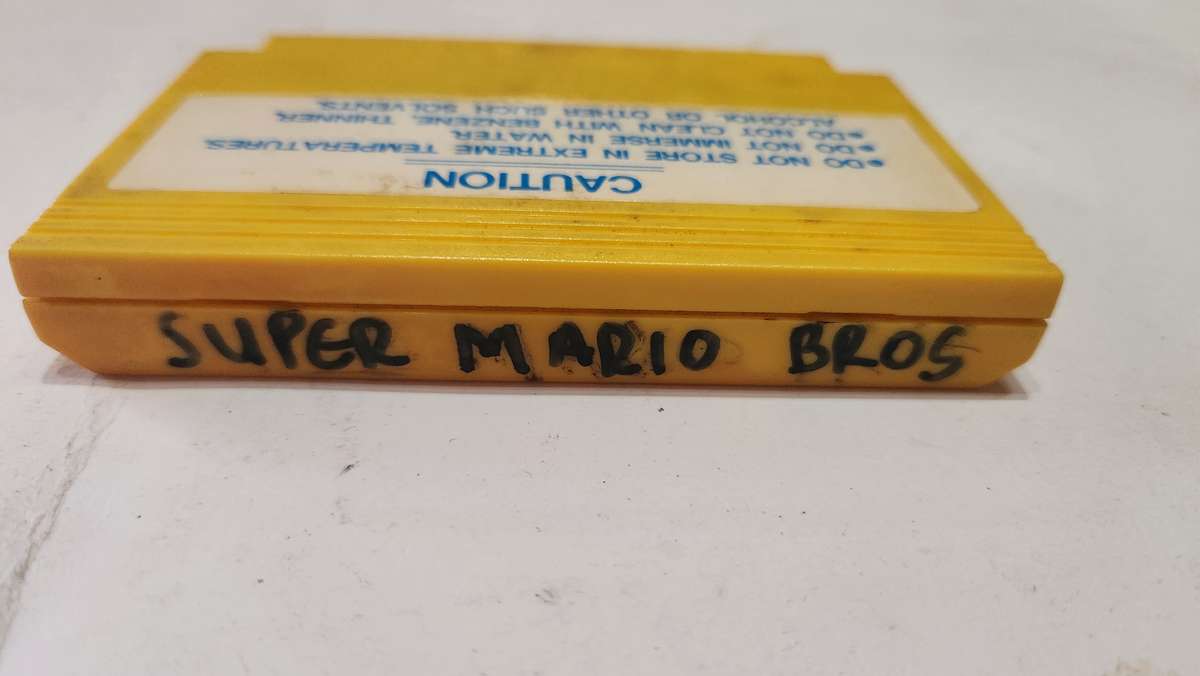 CAUTION
●DO NOT STORE IN EXTREME TEMPERATURES.
●DO NOT IMMERSE IN WATER.
●DO NOT CLEAN WITH BENZENE, THINNER,
ALCOHOL OR OTHER SUCH SOLVENTS.
SUPER MARIO BROS